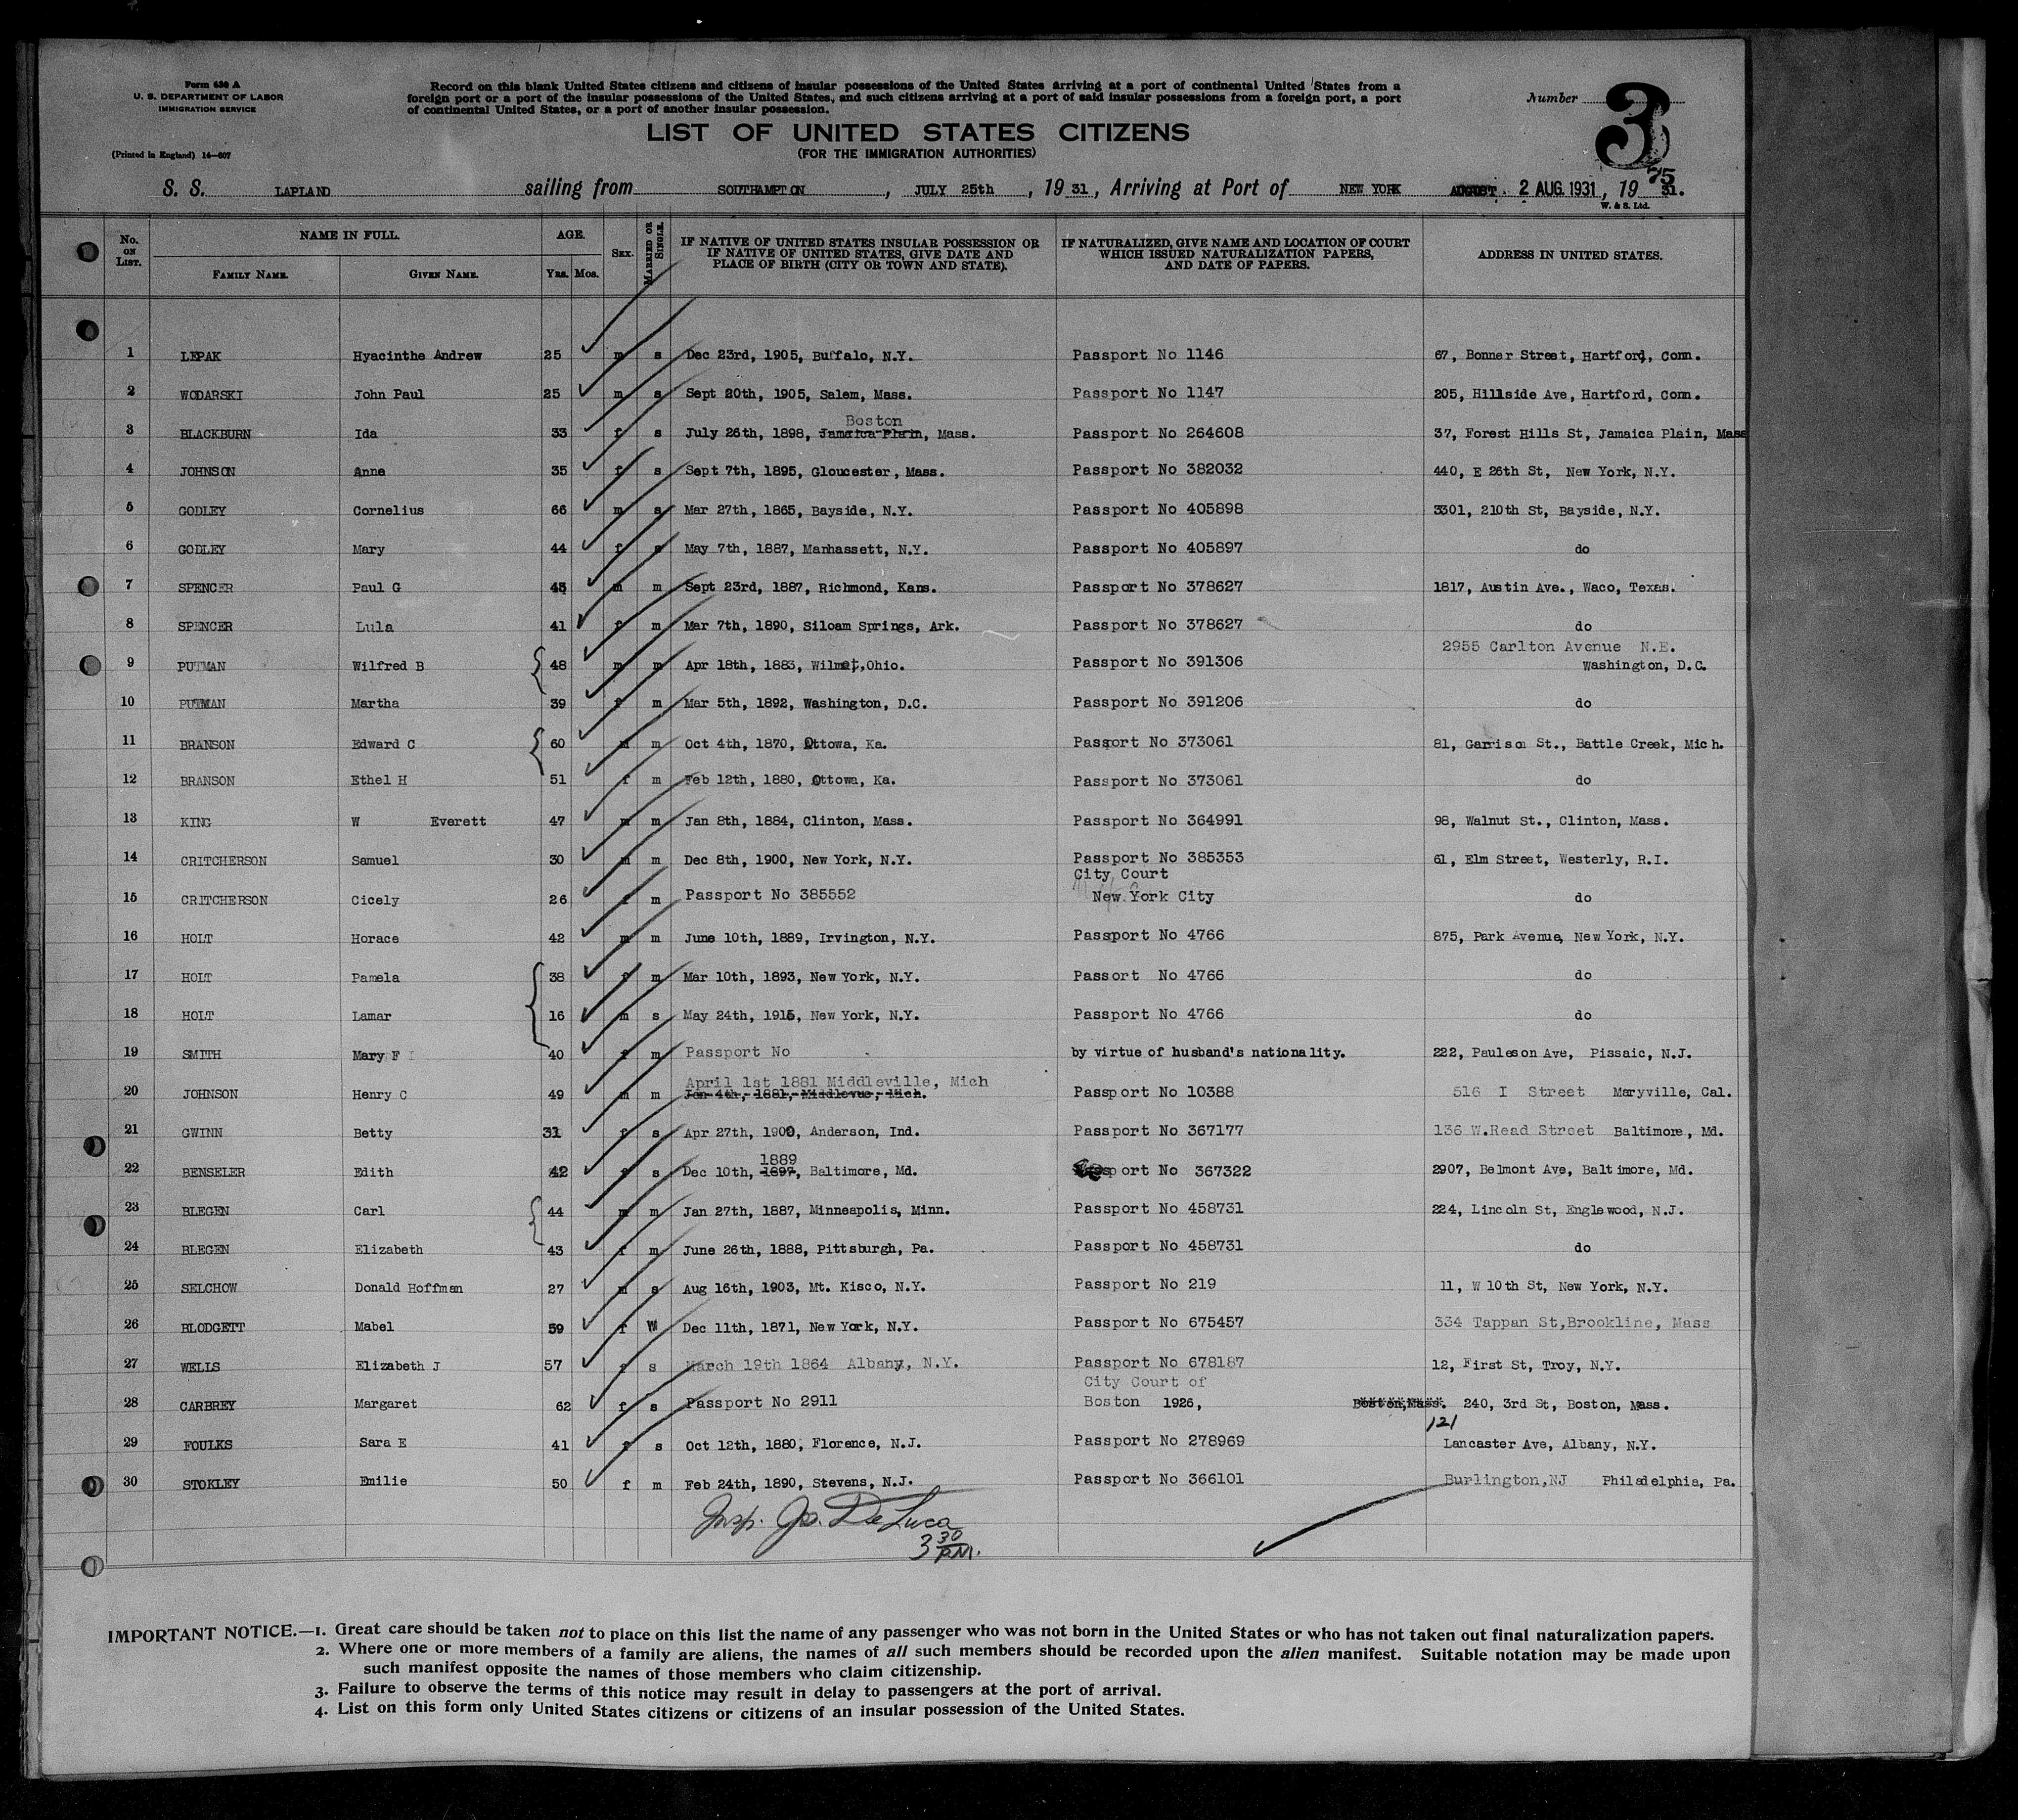 Form 630 A
U. S. DEPARTMENT OF LABOR
IMMIGRATION SERVICE
(Printed in England) 14—607
Record on this blank United States citizens and citizens of insular possessions of the United States Arriving at a port of continental United States from a
foreign port or a port of the insular possessions of the United States, and such citizens arriving at a port of said insular possessions from a foreign port, a port
of continental United States, or a port of another insular possession.
Number 3
LIST OF UNITED STATES CITIZENS
(FOR THE IMMIGRATION AUTHORITIES)
75
S. S. LAPLAND sailing from SOUTHAMPTON, JULY 25th, 19 31, Arriving at Port of NEW YORK AUGUST 2 AUG. 1931, 19 31.
W. & S. Ltd.
No. ON LIST. NAME IN FULL. FAMILY NAME. GIVEN NAME. AGE. Yrs. Mos. SEX. MARRIED OR SINGLE. IF NATIVE OF UNITED STATES INSULAR POSSESSION OR IF NATIVE OF UNITED STATES, GIVE DATE AND PLACE OF BIRTH (CITY OR TOWN AND STATE). IF NATURALIZED, GIVE NAME AND LOCATION OF COURT WHICH ISSUED NATURALIZATION PAPERS, AND DATE OF PAPERS. ADDRESS IN UNITED STATES.
1 LEPAK Hyacinthe Andrew 25 m s Dec 23rd, 1905, Buffalo, N.Y. Passport No 1146 67, Bonner Street, Hartford, Conn.
2 WODARSKI John Paul 25 m s Sept 20th, 1905, Salem, Mass. Passport No 1147 205, Hillside Ave, Hartford, Conn.
Boston
3 BLACKBURN Ida 33 f s July 26th, 1898, Jamaica Plain, Mass. Passport No 264608 37, Forest Hills St, Jamaica Plain, Mass
4 JOHNSON Anne 35 f s Sept 7th, 1895, Gloucester, Mass. Passport No 382032 440, E 26th St, New York, N.Y.
5 GODLEY Cornelius 66 m s Mar 27th, 1865, Bayside, N.Y. Passport No 405898 3301, 210th St, Bayside, N.Y.
6 GODLEY Mary 44 f s May 7th, 1887, Manhassett, N.Y. Passport No 405897 do
7 SPENCER Paul G 43 m m Sept 23rd, 1887, Richmond, Kans. Passport No 378627 1817, Austin Ave., Waco, Texas.
8 SPENCER Lula 41 f m Mar 7th, 1890, Siloam Springs, Ark. Passport No 378627 do
2955 Carlton Avenue N.E.
9 PUTMAN Wilfred B 48 m m Apr 18th, 1883, Wilmot, Ohio. Passport No 391306 Washington, D.C.
10 PUTMAN Martha 39 f m Mar 5th, 1892, Washington, D.C. Passport No 391206 do
11 BRANSON Edward C 60 m m Oct 4th, 1870, Ottowa, Ka. Passport No 373061 81, Garrison St., Battle Creek, Mich.
12 BRANSON Ethel H 51 f m Feb 12th, 1880, Ottowa, Ka. Passport No 373061 do
13 KING W Everett 47 m m Jan 8th, 1884, Clinton, Mass. Passport No 364991 98, Walnut St., Clinton, Mass.
14 CRITCHERSON Samuel 30 m m Dec 8th, 1900, New York, N.Y. Passport No 385353 61, Elm Street, Westerly, R.I.
City Court
15 CRITCHERSON Cicely 26 f m Passport No 385552 New York City do
16 HOLT Horace 42 m m June 10th, 1889, Irvington, N.Y. Passport No 4766 875, Park Avenue, New York, N.Y.
17 HOLT Pamela 38 f m Mar 10th, 1893, New York, N.Y. Passort No 4766 do
18 HOLT Lamar 16 m s May 24th, 1915, New York, N.Y. Passport No 4766 do
19 SMITH Mary F 40 f m Passport No by virtue of husband's nationality. 222, Pauleson Ave, Pissaic, N.J.
April 1st 1881 Middleville, Mich
20 JOHNSON Henry C 49 m m Jan 4th, 1881, Middlevue, Mich. Passport No 10388 516 I Street Maryville, Cal.
21 GWINN Betty 31 f s Apr 27th, 1900, Anderson, Ind. Passport No 367177 136 W.Read Street Baltimore, Md.
1889
22 BENSELER Edith 42 f s Dec 10th, 1897, Baltimore, Md. Passport No 367322 2907, Belmont Ave, Baltimore, Md.
23 BLEGEN Carl 44 m m Jan 27th, 1887, Minneapolis, Minn. Passport No 458731 224, Lincoln St, Englewood, N.J.
24 BLEGEN Elizabeth 43 f m June 26th, 1888, Pittsburgh, Pa. Passport No 458731 do
25 SELCHOW Donald Hoffman 27 m s Aug 16th, 1903, Mt. Kisco, N.Y. Passport No 219 11, W 10th St, New York, N.Y.
26 BLODGETT Mabel 59 f W Dec 11th, 1871, New York, N.Y. Passport No 675457 334 Tappan St,Brookline, Mass
27 WELLS Elizabeth J 57 f s March 19th 1864 Albany, N.Y. Passport No 678187 12, First St, Troy, N.Y.
City Court of
28 CARBREY Margaret 62 f s Passport No 2911 Boston 1926, Boston,Mass. 240, 3rd St, Boston, Mass.
121
29 FOULKS Sara E 41 f s Oct 12th, 1880, Florence, N.J. Passport No 278969 Lancaster Ave, Albany, N.Y.
30 STOKLEY Emilie 50 f m Feb 24th, 1890, Stevens, N.J. Passport No 366101 Burlington,NJ Philadelphia, Pa.
Insp. Jo. De Luca
3 30 P.M.
IMPORTANT NOTICE.—1. Great care should be taken not to place on this list the name of any passenger who was not born in the United States or who has not taken out final naturalization papers.
2. Where one or more members of a family are aliens, the names of all such members should be recorded upon the alien manifest. Suitable notation may be made upon
such manifest opposite the names of those members who claim citizenship.
3. Failure to observe the terms of this notice may result in delay to passengers at the port of arrival.
4. List on this form only United States citizens or citizens of an insular possession of the United States.